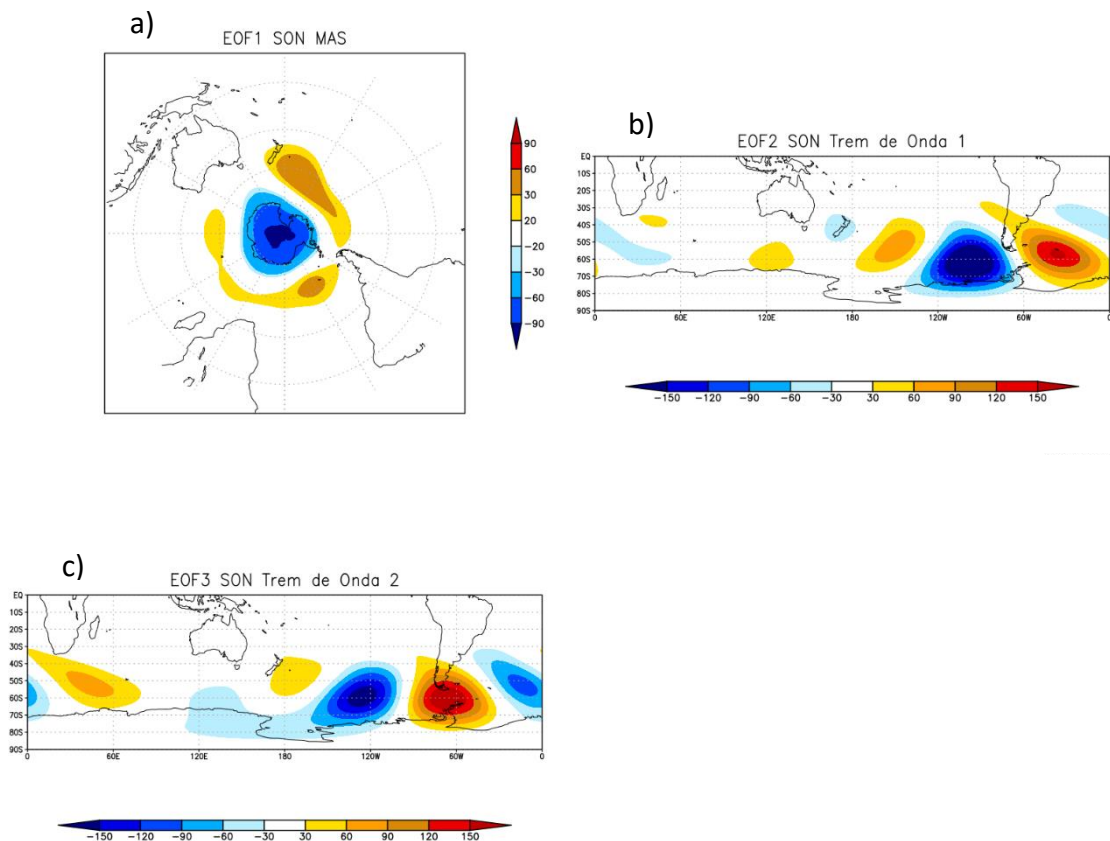 a)
EOF1 SON MAS
90
60
30
20
−20
−30
−60
−90
b)
EOF2 SON Trem de Onda 1
EQ
10S
20S
30S
40S
50S
60S
70S
80S
90S
0 60E 120E 180 120W 60W 0
−150 −120 −90 −60 −30 30 60 90 120 150
c)
EOF3 SON Trem de Onda 2
EQ
10S
20S
30S
40S
50S
60S
70S
80S
90S
0 60E 120E 180 120W 60W 0
−150 −120 −90 −60 −30 30 60 90 120 150